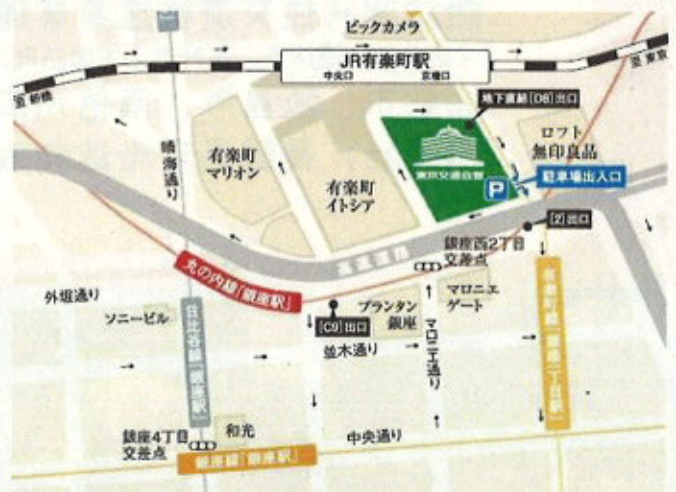 ビックカメラ
JR有楽町駅
中央口
京橋口
至 新橋
至 東京
地下直結[D8]出口
ロフト
無印良品
晴海通り
有楽町
マリオン
有楽町
イトシア
東京交通会館
P
駐車場出入口
[2]出口
高速道路
銀座西2丁目
交差点
丸の内線「銀座駅」
外堀通り
ソニービル
日比谷線「銀座駅」
[C9]出口
プランタン
銀座
マロニエ
ゲート
マロニエ通り
並木通り
有楽町線「銀座一丁目駅」
銀座4丁目
交差点
和光
中央通り
銀座線「銀座駅」